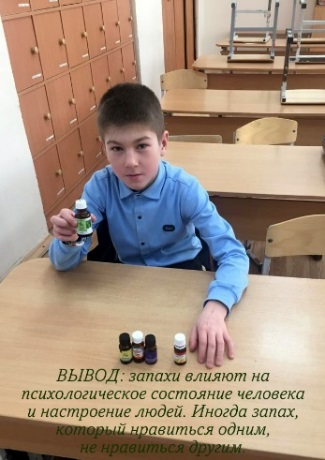 ВЫВОД: запахи влияют на
психологическое состояние человека
и настроение людей. Иногда запах,
который нравиться одним,
не нравиться другим.